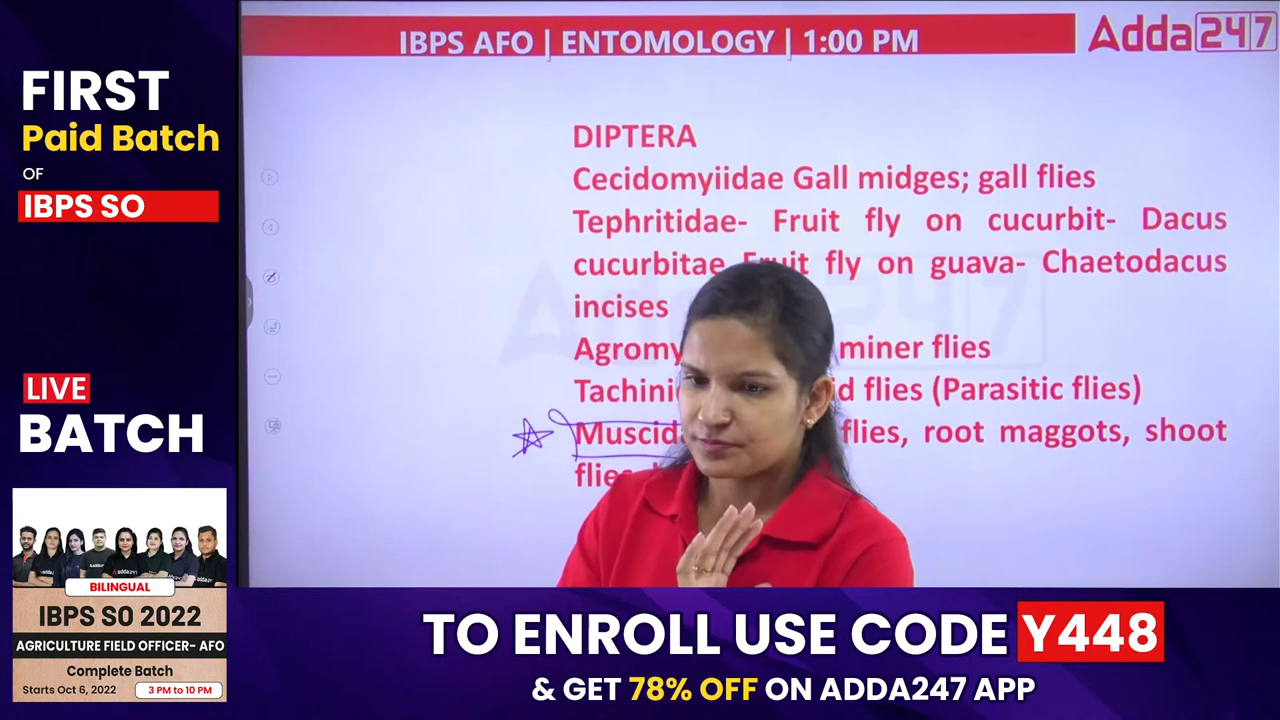 FIRST
Paid Batch
OF
IBPS SO
LIVE
BATCH
BILINGUAL
IBPS SO 2022
AGRICULTURE FIELD OFFICER- AFO
Complete Batch
Starts Oct 6, 2022
3 PM to 10 PM
IBPS AFO | ENTOMOLOGY | 1:00 PM
Adda247
DIPTERA
Cecidomyiidae Gall midges; gall flies
Tephritidae- Fruit fly on cucurbit- Dacus
cucurbitae Fruit fly on guava- Chaetodacus
incises
miner flies
flies (Parasitic flies)
flies, root maggots, shoot
TO ENROLL USE CODE Y448
& GET 78% OFF ON ADDA247 APP